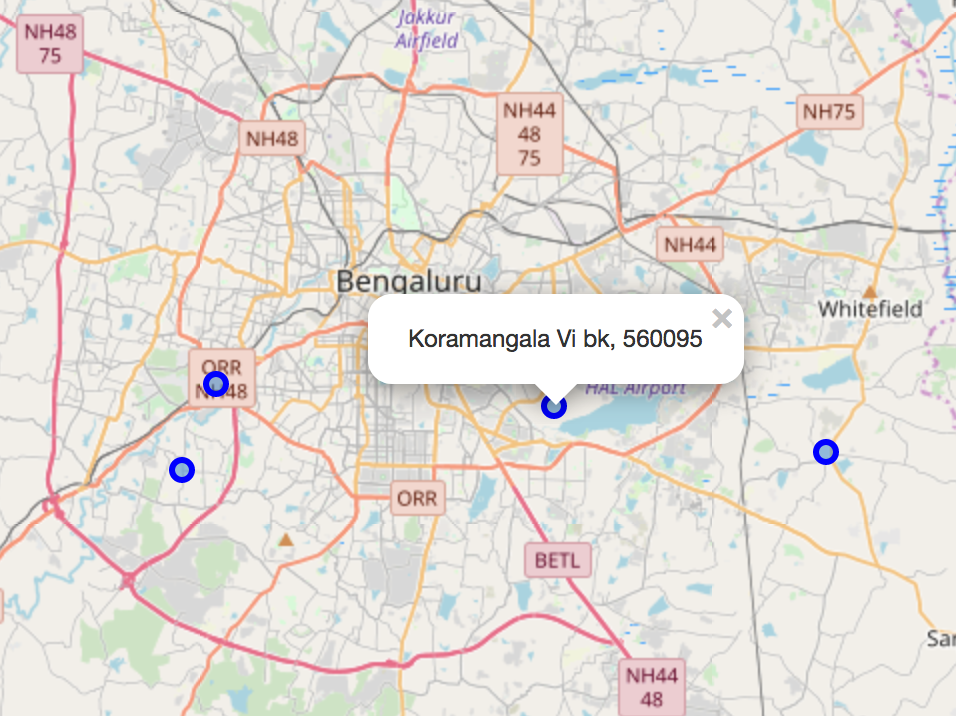 Jakkur
Airfield
NH48
75
NH44
48
75
NH75
NH48
NH44
Bengaluru
Whitefield
Koramangala Vi bk, 560095
×
ORR
NH48
HAL Airport
ORR
BETL
NH44
48